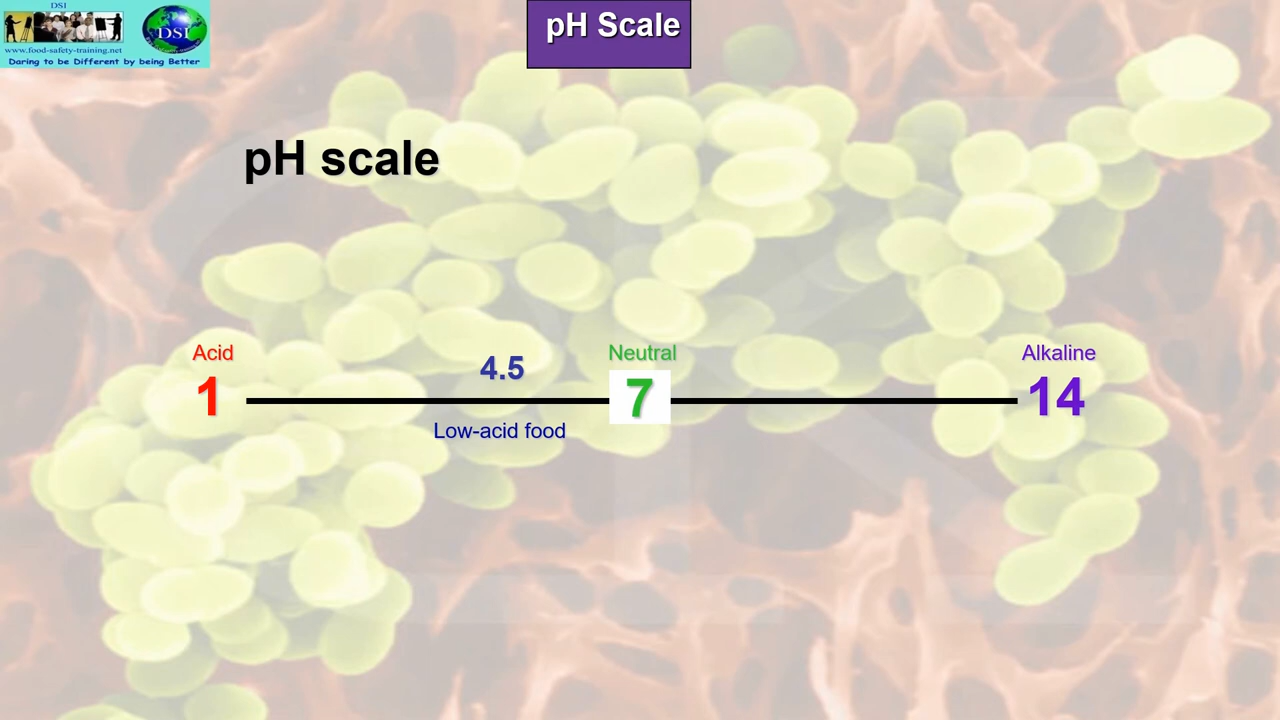 DSI
DSI
www.food-safety-training.net
Daring to be Different by being Better
pH Scale
pH scale
Acid
4.5
Neutral
Alkaline
1
7
14
Low-acid food